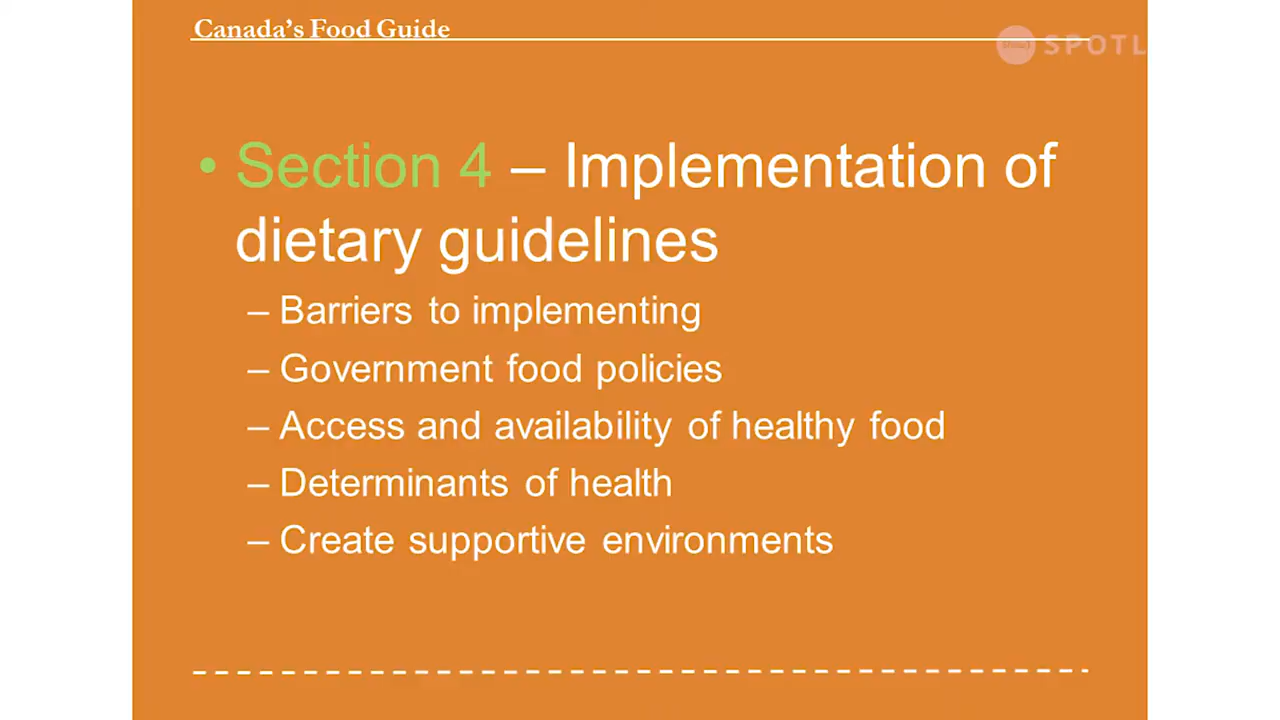 Canada's Food Guide
SPOTL
• Section 4 – Implementation of
dietary guidelines
– Barriers to implementing
– Government food policies
– Access and availability of healthy food
– Determinants of health
– Create supportive environments